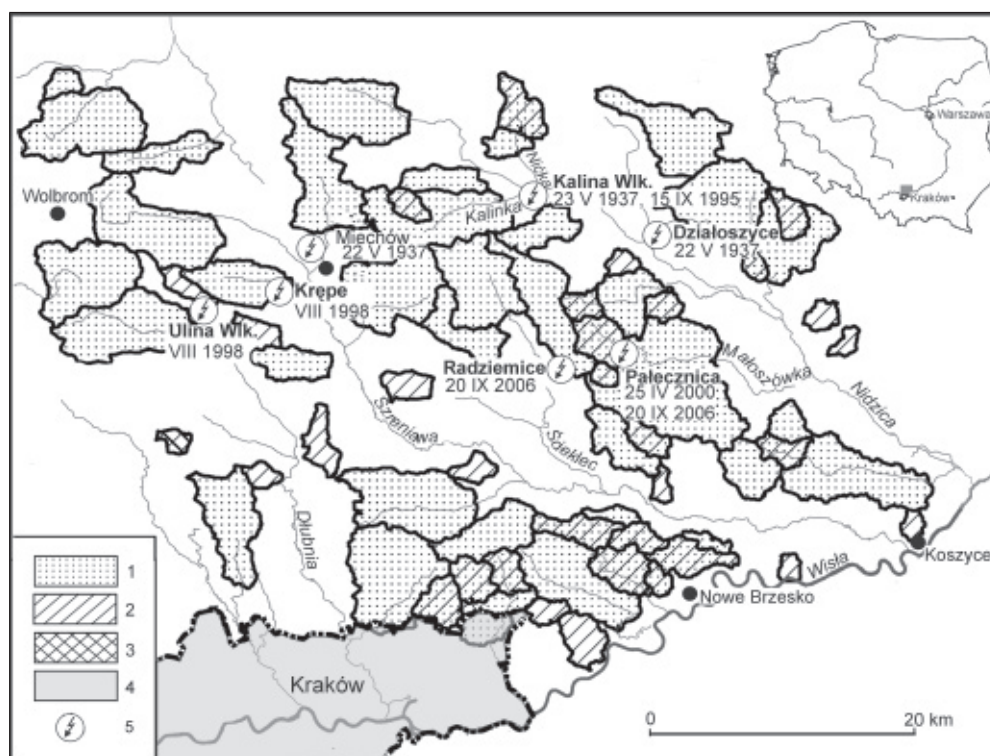 Warszawa
Kraków
Wolbrom
Nićka
Kalina Wlk.
23 V 1937, 15 IX 1995
Kalinka
Miechów
22 V 1937
Działoszyce
22 V 1937
Krępe
VIII 1998
Ulina Wlk.
VIII 1998
Radziemice
20 IX 2006
Pałecznica
25 IV 2000
20 IX 2006
Małoszówka
Nidzica
Szreniawa
Ścieklec
Dłubnia
Koszyce
Wisła
Nowe Brzesko
Kraków
1
2
3
4
5
0 20 km